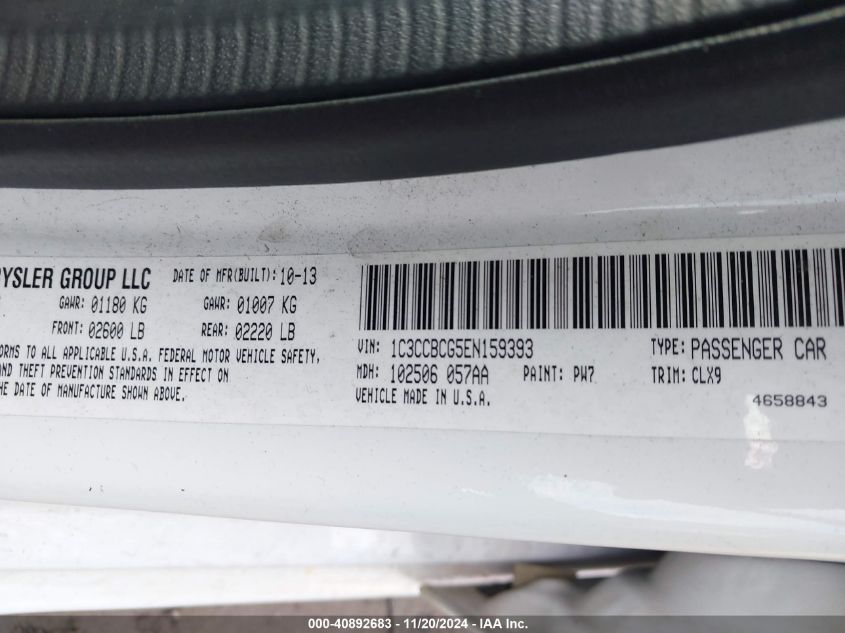 RYSLER GROUP LLC DATE OF MFR(BUILT): 10-13
GAWR: 01180 KG GAWR: 01007 KG
FRONT: 02600 LB REAR: 02220 LB
ORMS TO ALL APPLICABLE U.S.A. FEDERAL MOTOR VEHICLE SAFETY,
AND THEFT PREVENTION STANDARDS IN EFFECT ON
E DATE OF MANUFACTURE SHOWN ABOVE.
VIN: 1C3CCBCG5EN159393 TYPE: PASSENGER CAR
MDH: 102506 057AA PAINT: PW7 TRIM: CLX9
VEHICLE MADE IN U.S.A. 4658843
000-40892683 - 11/20/2024 - IAA Inc.